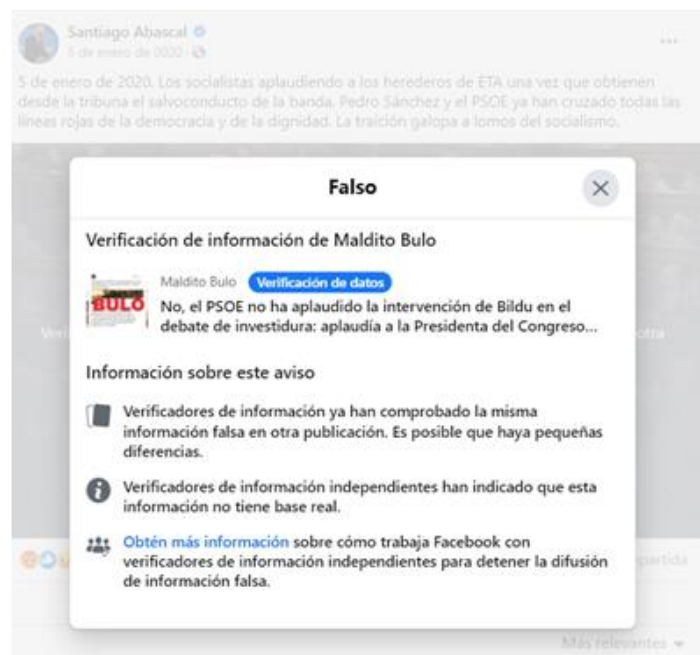 Santiago Abascal
5 de enero de 2020
5 de enero de 2020. Los socialistas aplaudiendo a los herederos de ETA una vez que obtienen
desde la tribuna el salvoconducto de la banda. Pedro Sánchez y el PSOE ya han cruzado todas las
líneas rojas de la democracia y de la dignidad. La traición galopa a lomos del socialismo.
Falso
Verificación de información de Maldito Bulo
Maldito Bulo Verificación de datos
BULO
No, el PSOE no ha aplaudido la intervención de Bildu en el
debate de investidura: aplaudía a la Presidenta del Congreso...
Información sobre este aviso
Verificadores de información ya han comprobado la misma
información falsa en otra publicación. Es posible que haya pequeñas
diferencias.
Verificadores de información independientes han indicado que esta
información no tiene base real.
Obtén más información sobre cómo trabaja Facebook con
verificadores de información independientes para detener la difusión
de información falsa.
Más relevantes